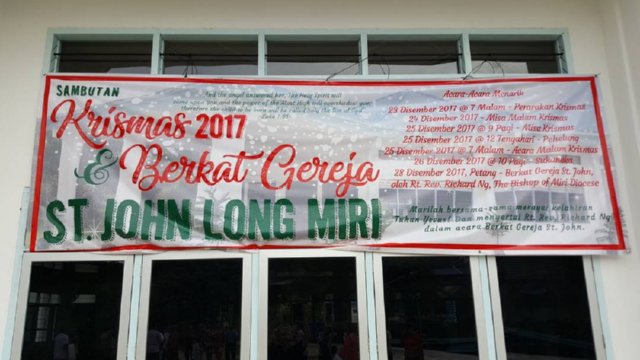 SAMBUTAN
Krismas 2017
& Berkat Gereja
ST. JOHN LONG MIRI
And the angel answered her, the Holy Spirit will
come upon you and the power of the Most High will overshadow you;
therefore the child to be born will be called holy the Son of God.
Luke 1:35
Acara-Acara Menarik
23 Disember 2017 @ 7 Malam - Perarakan Krismas
24 Disember 2017 - Misa Malam Krismas
25 Disember 2017 @ 9 Pagi - Misa Krismas
25 Disember 2017 @ 12 Tengahari - Potluck
25 Disember 2017 @ 7 Malam - Acara Malam Krismas
26 Disember 2017 @ 10 Pagi - Sukaneka
28 Disember 2017, Petang - Berkat Gereja St. John,
oleh Rt. Rev. Richard Ng, The Bishop of Miri Diocese
Marilah bersama-sama merayai kelahiran
Tuhan Yesus! Dan menyertai Rt. Rev. Richard Ng
dalam acara Berkat Gereja St. John.